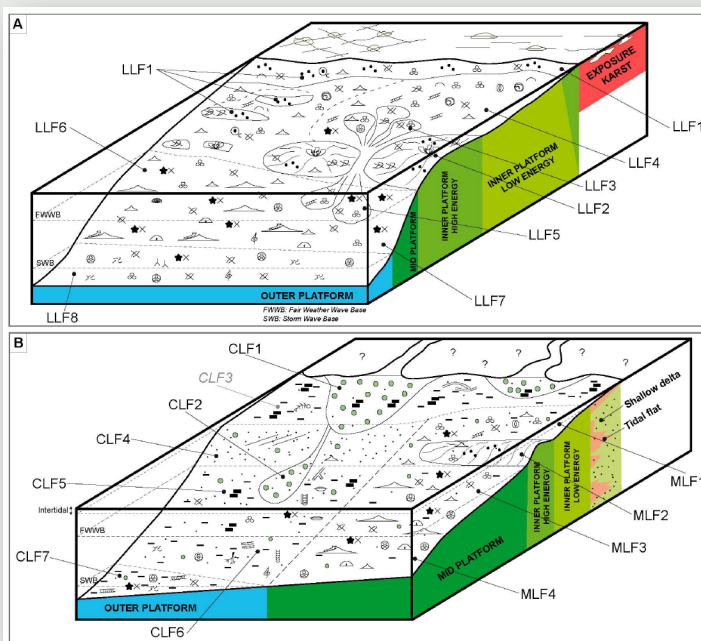 A
LLF1
LLF6
EXPOSURE
KARST
LLF1
LLF4
LLF3
LLF2
INNER PLATFORM
LOW ENERGY
INNER PLATFORM
HIGH ENERGY
MID PLATFORM
FWWB
SWB
LLF5
LLF7
OUTER PLATFORM
FWWB: Fair Weather Wave Base
SWB: Storm Wave Base
LLF8
B
CLF1
CLF3
CLF2
CLF4
CLF5
? ? ? ? ?
Shallow delta
Tidal flat
MLF1
INNER PLATFORM
LOW ENERGY
INNER PLATFORM
HIGH ENERGY
MLF2
Intertidal
FWWB
MLF3
CLF7
SWB
MID PLATFORM
MLF4
OUTER PLATFORM
CLF6